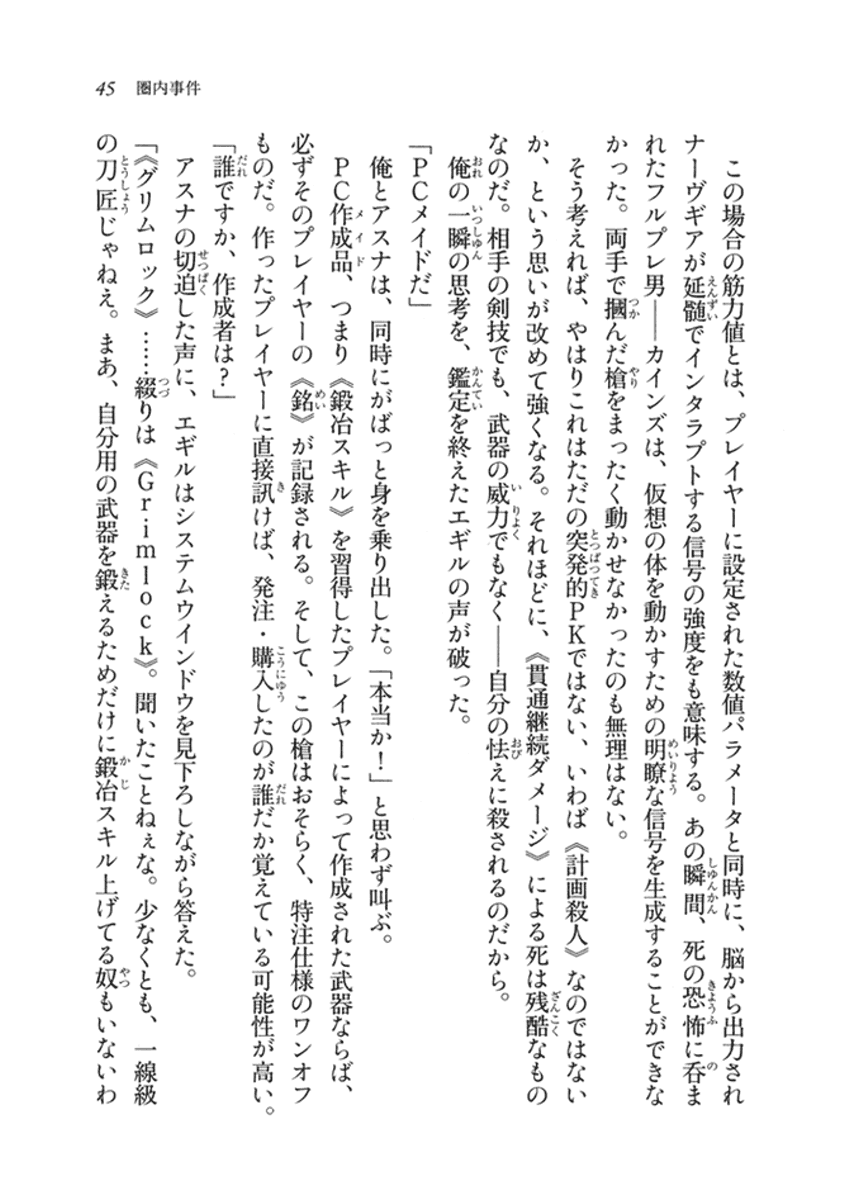 45 圏内事件
この場合の筋力値とは、プレイヤーに設定された数値パラメータと同時に、脳から出力され
ナーヴギアが延髄でインタラプトする信号の強度をも意味する。あの瞬間、死の恐怖に呑ま
れたフルプレ男――カインズは、仮想の体を動かすための明瞭な信号を生成することができな
かった。両手で摑んだ槍をまったく動かせなかったのも無理はない。
そう考えれば、やはりこれはただの突発的PKではない、いわば《計画殺人》なのではない
か、という思いが改めて強くなる。それほどに、《貫通継続ダメージ》による死は残酷なもの
なのだ。相手の剣技でも、武器の威力でもなく――自分の怯えに殺されるのだから。
俺の一瞬の思考を、鑑定を終えたエギルの声が破った。
「PCメイドだ」
俺とアスナは、同時にがばっと身を乗り出した。「本当か！」と思わず叫ぶ。
PC作成品、つまり《鍛冶スキル》を習得したプレイヤーによって作成された武器ならば、
必ずそのプレイヤーの《銘》が記録される。そして、この槍はおそらく、特注仕様のワンオフ
ものだ。作ったプレイヤーに直接訊けば、発注・購入したのが誰だか覚えている可能性が高い。
「誰ですか、作成者は？」
アスナの切迫した声に、エギルはシステムウインドウを見下ろしながら答えた。
「《グリムロック》……綴りは《Grimlock》。聞いたことねぇな。少なくとも、一線級
の刀匠じゃねえ。まあ、自分用の武器を鍛えるためだけに鍛冶スキル上げてる奴もいないわ